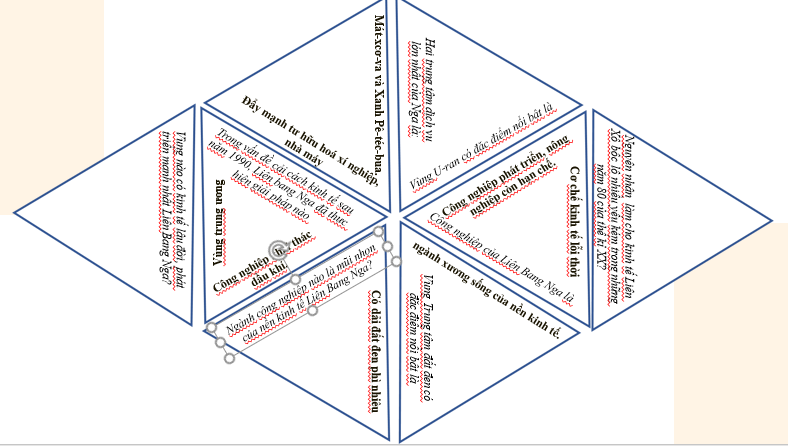 Mát-xcơ-va và Xanh Pê-téc-bua.
Đẩy mạnh tư hữu hoá xí nghiệp,
nhà máy
Hai trung tâm dịch vụ
lớn nhất của Nga là
Vùng U-ran có đặc điểm nổi bật là
Vùng nào có kinh tế lâu đời, phát
triển mạnh nhất Liên Bang Nga?
Trong vấn đề cải cách kinh tế sau
năm 1990, Liên bang Nga đã thực
hiện giải pháp nào
Vùng trung ương
Công nghiệp khai thác
dầu khí
Công nghiệp phát triển, nông
nghiệp còn hạn chế.
Cơ chế kinh tế lỗi thời
Công nghiệp của Liên Bang Nga là
Nguyên nhân làm cho kinh tế Liên
Xô bộc lộ nhiều yếu kém trong những
năm 80 của thế kỉ XX?
Ngành công nghiệp nào là mũi nhọn
của nền kinh tế Liên Bang Nga?
Có dải đất đen phì nhiêu
ngành xương sống của nền kinh tế.
Vùng Trung tâm đất đen có
đặc điểm nổi bật là